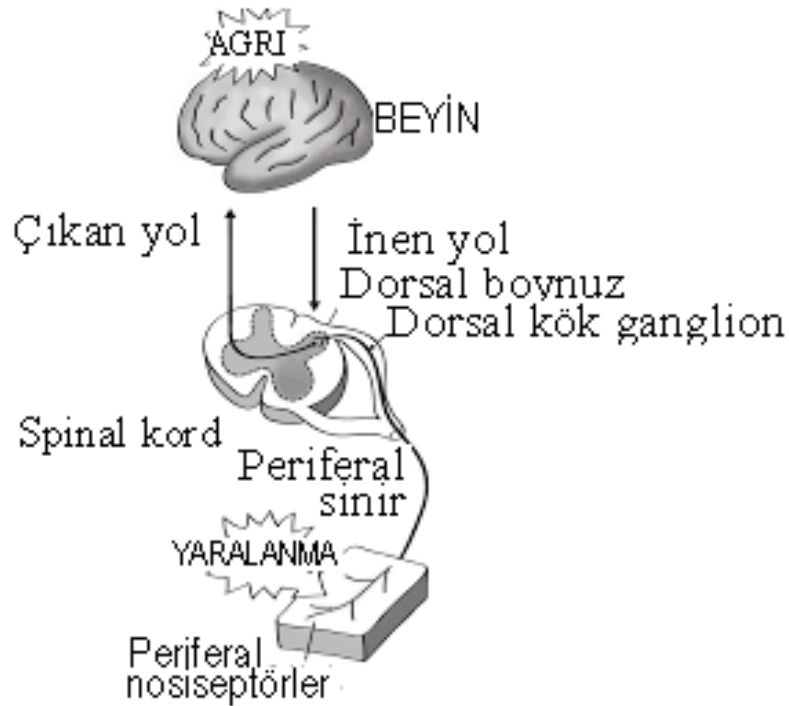 AGRI
BEYİN
Çıkan yol
İnen yol
Dorsal boynuz
Dorsal kök ganglion
Spinal kord
Periferal
sinir
YARALANMA
Periferal
nosiseptörler